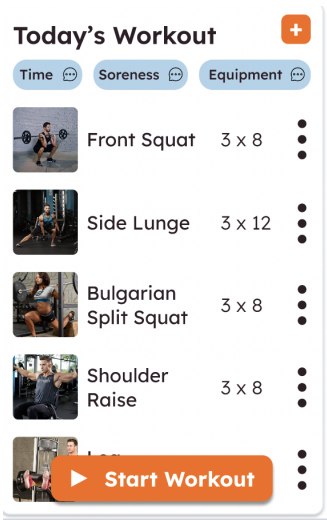 Today's Workout
+
Time
Soreness
Equipment
Front Squat 3 x 8
Side Lunge 3 x 12
Bulgarian
Split Squat 3 x 8
Shoulder
Raise 3 x 8
Start Workout